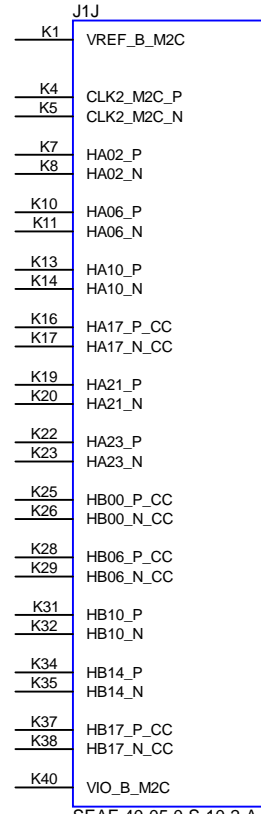 J1J
K1 VREF_B_M2C
K4 CLK2_M2C_P
K5 CLK2_M2C_N
K7 HA02_P
K8 HA02_N
K10 HA06_P
K11 HA06_N
K13 HA10_P
K14 HA10_N
K16 HA17_P_CC
K17 HA17_N_CC
K19 HA21_P
K20 HA21_N
K22 HA23_P
K23 HA23_N
K25 HB00_P_CC
K26 HB00_N_CC
K28 HB06_P_CC
K29 HB06_N_CC
K31 HB10_P
K32 HB10_N
K34 HB14_P
K35 HB14_N
K37 HB17_P_CC
K38 HB17_N_CC
K40 VIO_B_M2C